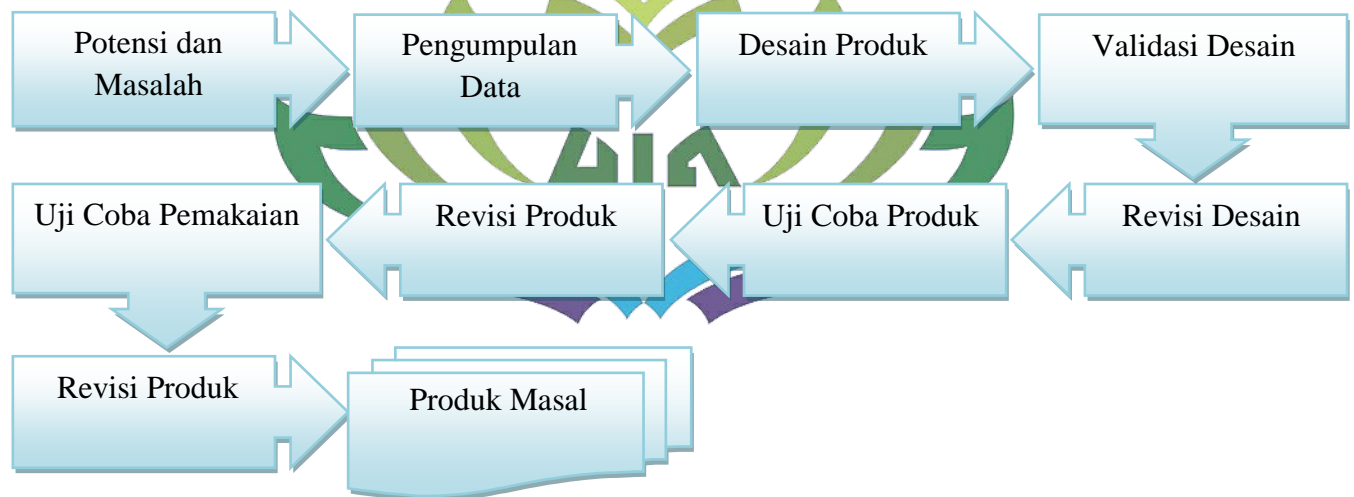 Potensi dan
Masalah
Pengumpulan
Data
Desain Produk
Validasi Desain
Revisi Desain
Uji Coba Produk
Revisi Produk
Uji Coba Pemakaian
Revisi Produk
Produk Masal